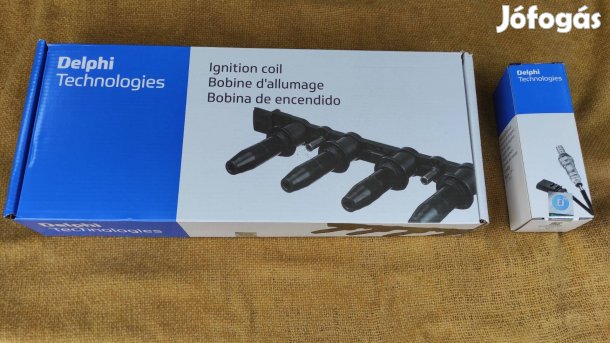 Jófogás
Delphi
Technologies
Ignition coil
Bobine d'allumage
Bobina de encendido
Delphi
Technologies
Delphi
Technologies